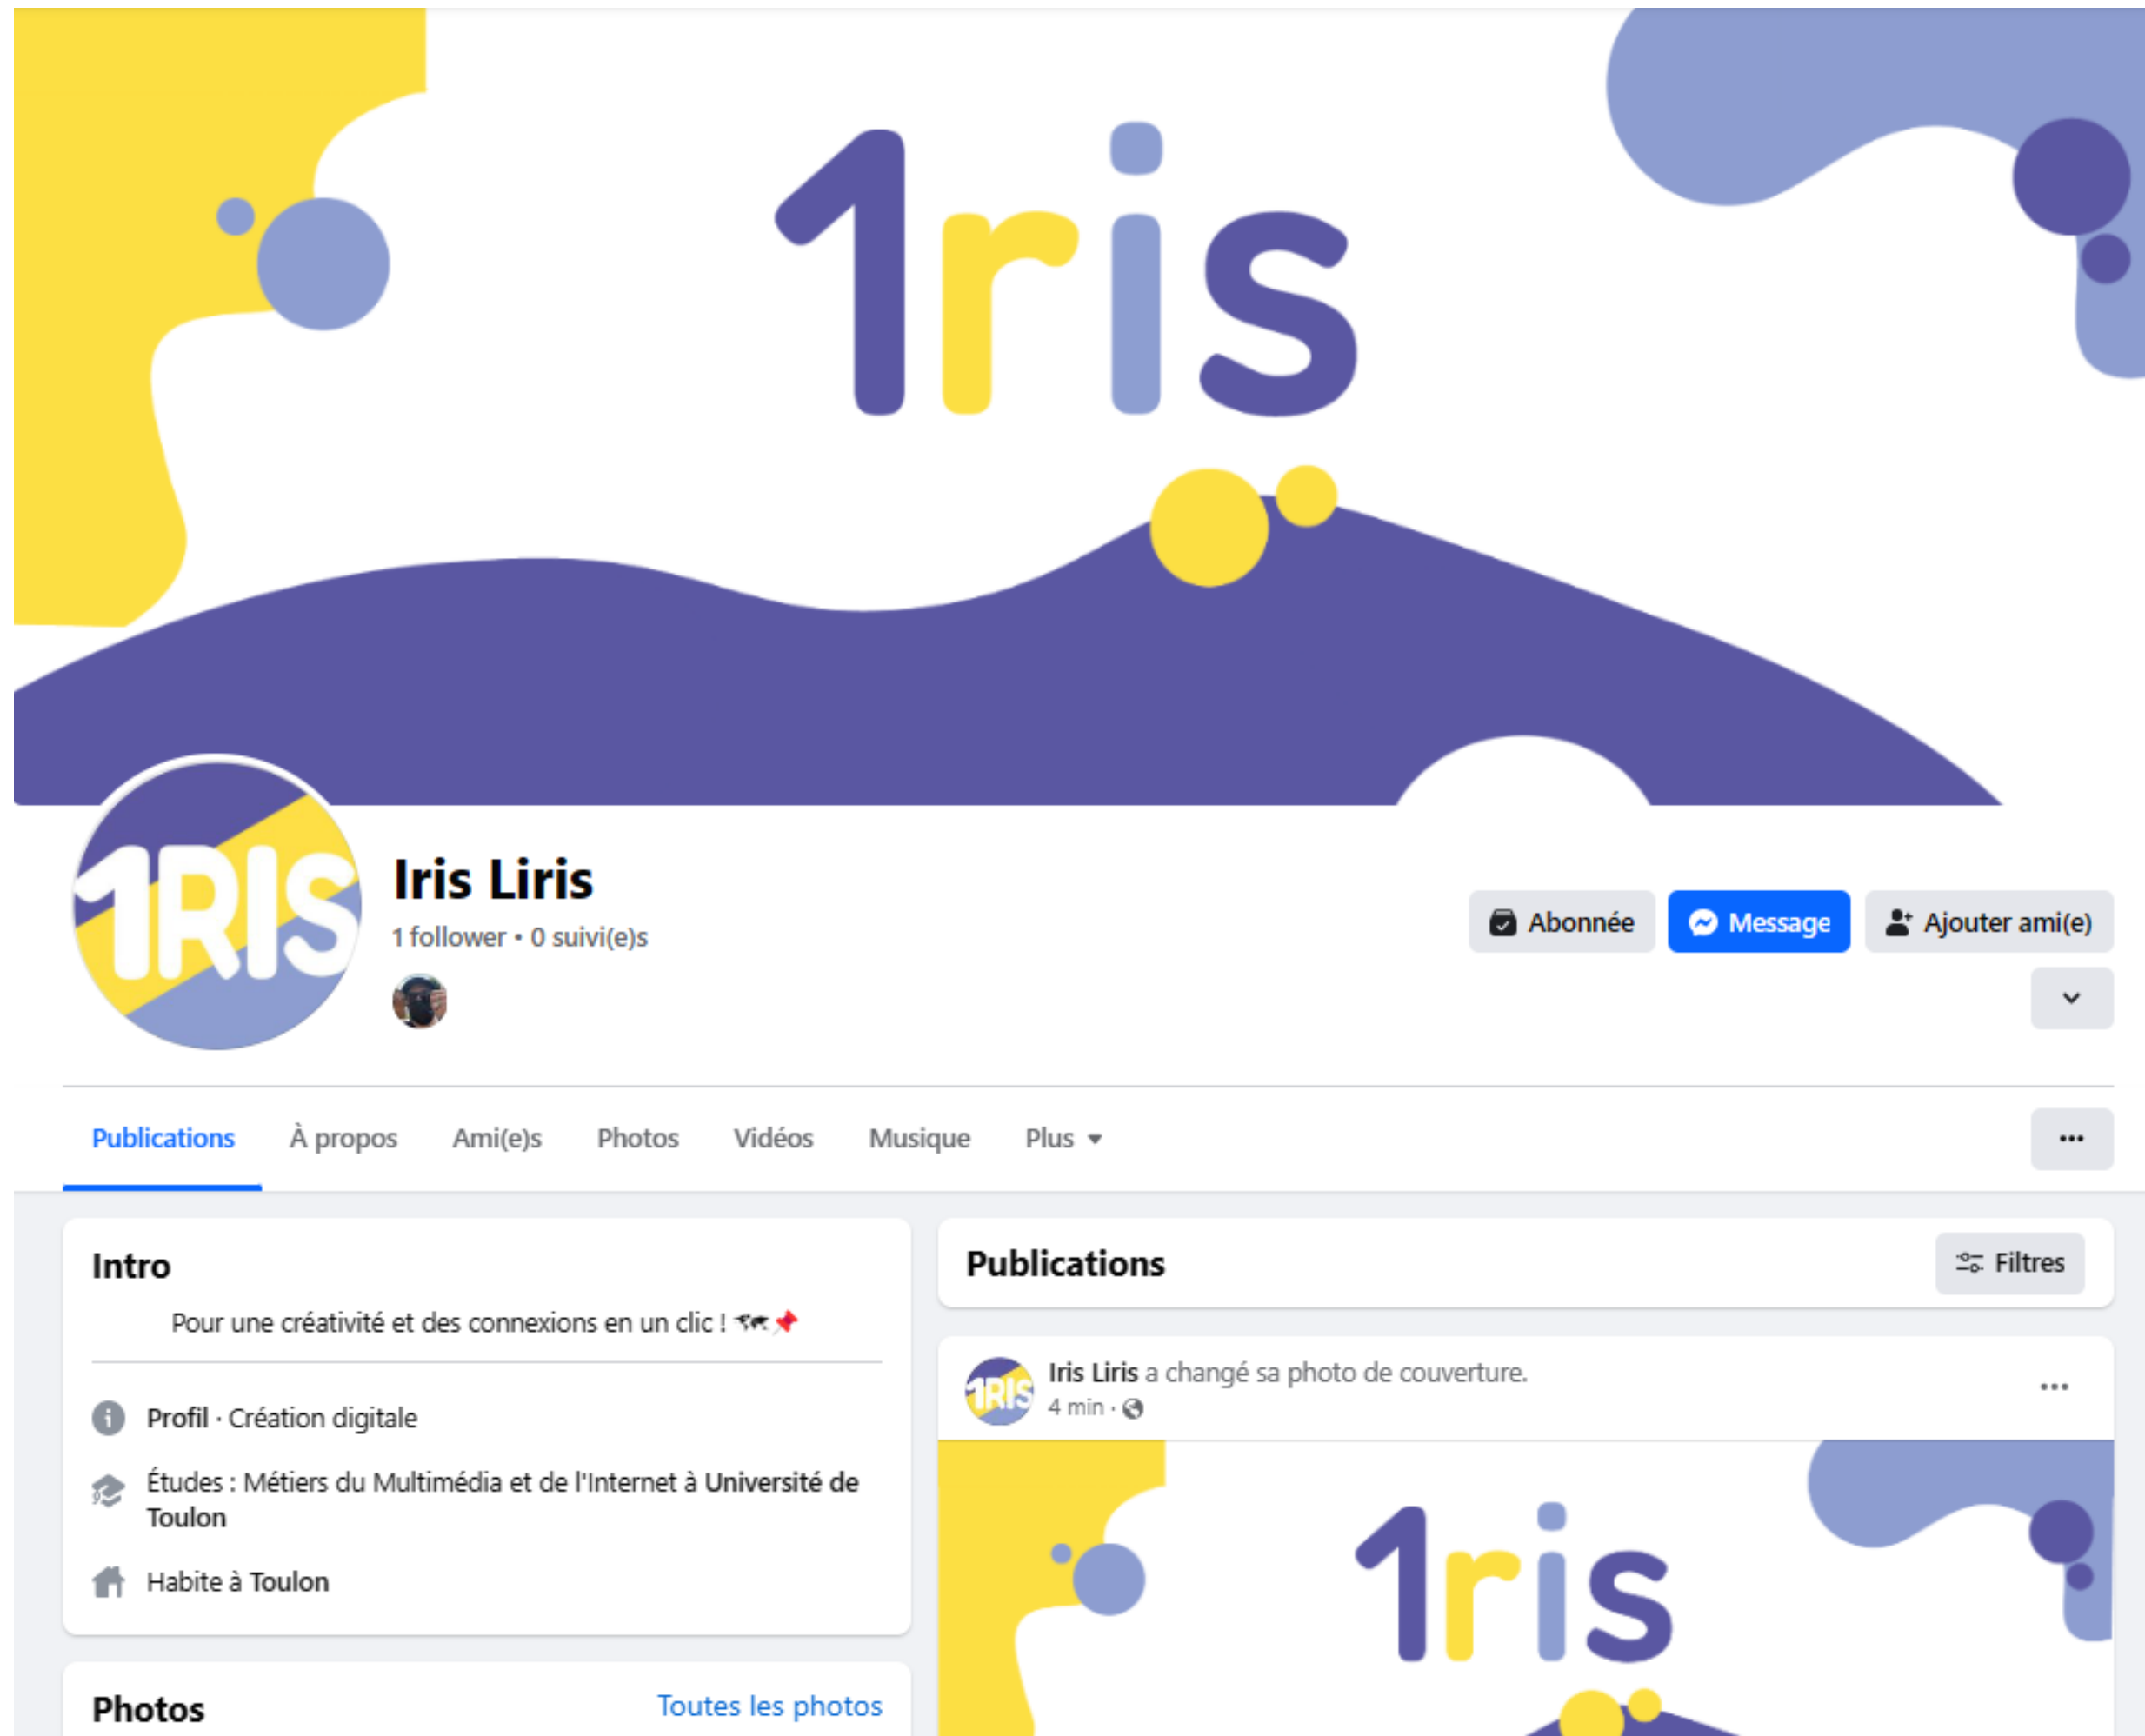 1ris
1RIS
Iris Liris
1 follower • 0 suivi(e)s
Abonnée
Message
Ajouter ami(e)
Publications
À propos
Ami(e)s
Photos
Vidéos
Musique
Plus
Intro
Pour une créativité et des connexions en un clic ! 🗺📌
Profil · Création digitale
Études : Métiers du Multimédia et de l'Internet à Université de
Toulon
Habite à Toulon
Photos
Toutes les photos
Publications
Filtres
1RIS
Iris Liris a changé sa photo de couverture.
4 min ·
1ris